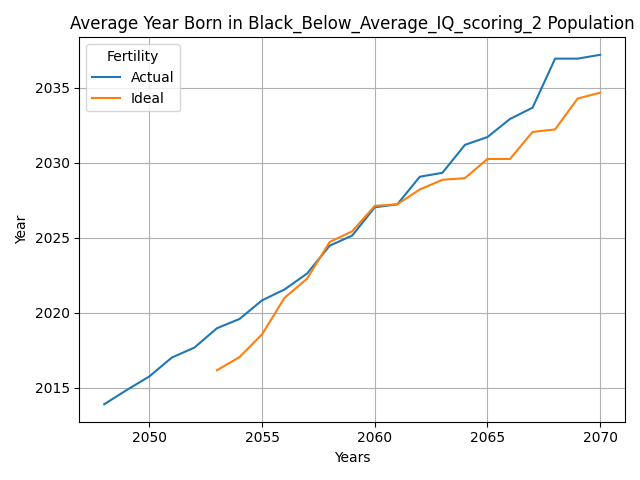 Average Year Born in Black_Below_Average_IQ_scoring_2 Population
Fertility
Actual
Ideal
Year
2035
2030
2025
2020
2015
2050
2055
2060
2065
2070
Years